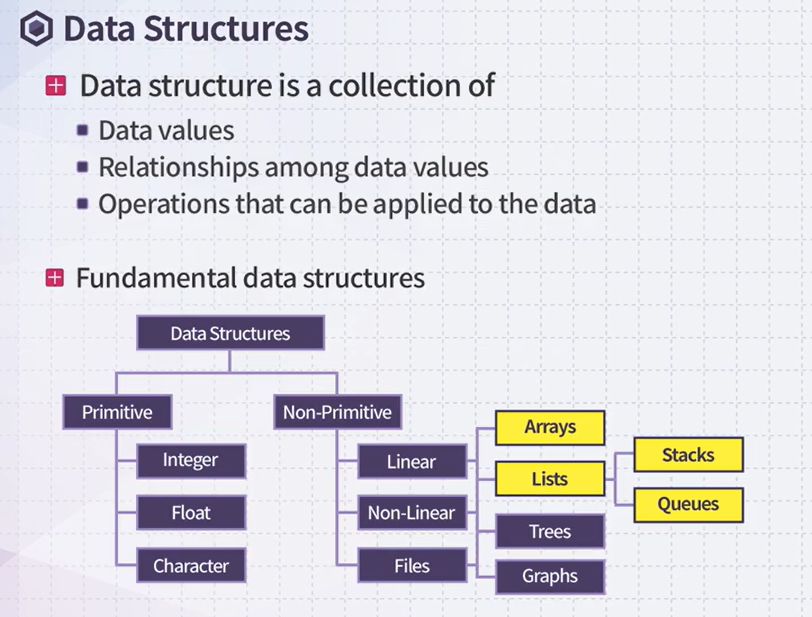 Data Structures
Data structure is a collection of
Data values
Relationships among data values
Operations that can be applied to the data
Fundamental data structures
Data Structures
Primitive
Non-Primitive
Integer
Float
Character
Linear
Non-Linear
Files
Arrays
Lists
Trees
Graphs
Stacks
Queues